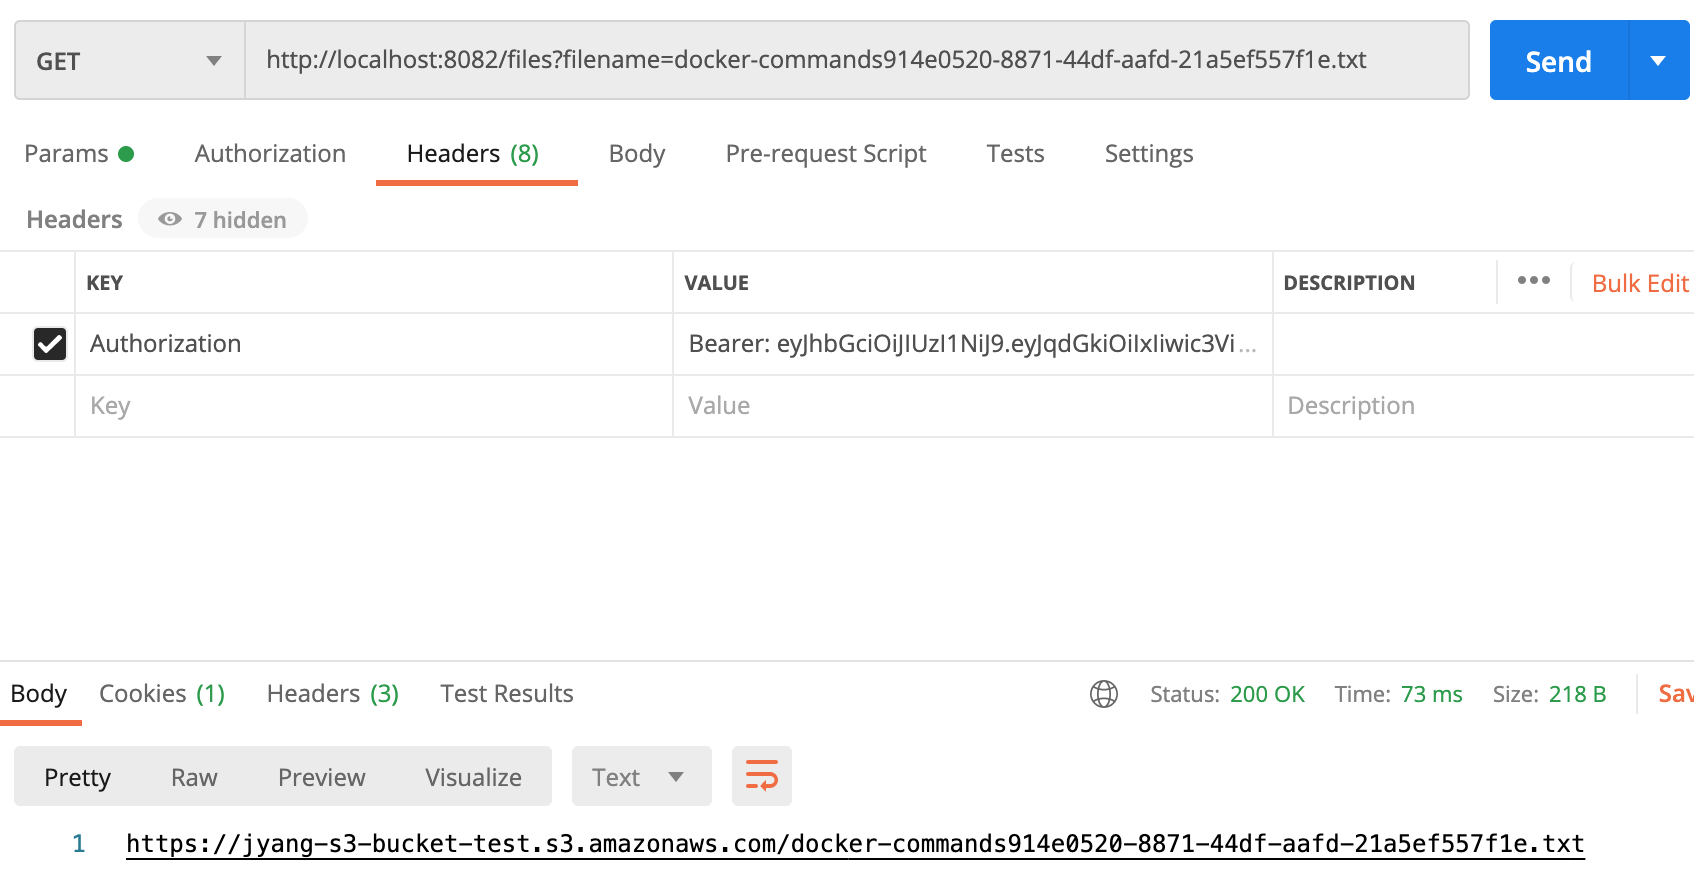 GET http://localhost:8082/files?filename=docker-commands914e0520-8871-44df-aafd-21a5ef557f1e.txt Send
Params Authorization Headers (8) Body Pre-request Script Tests Settings
Headers 7 hidden
KEY VALUE DESCRIPTION ••• Bulk Edit
Authorization Bearer: eyJhbGciOiJIUzI1NiJ9.eyJqdGkiOiIxIiwic3Vi...
Key Value Description
Body Cookies (1) Headers (3) Test Results Status: 200 OK Time: 73 ms Size: 218 B Sav
Pretty Raw Preview Visualize Text
1 https://jyang-s3-bucket-test.s3.amazonaws.com/docker-commands914e0520-8871-44df-aafd-21a5ef557f1e.txt